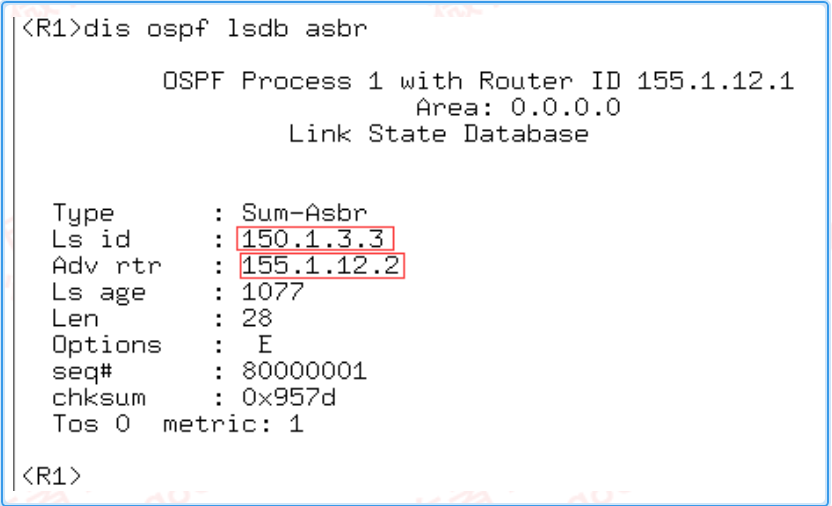 <R1>dis ospf lsdb asbr
OSPF Process 1 with Router ID 155.1.12.1
Area: 0.0.0.0
Link State Database
Type : Sum-Asbr
Ls id : 150.1.3.3
Adv rtr : 155.1.12.2
Ls age : 1077
Len : 28
Options : E
seq# : 80000001
chksum : 0x957d
Tos 0 metric: 1
<R1>